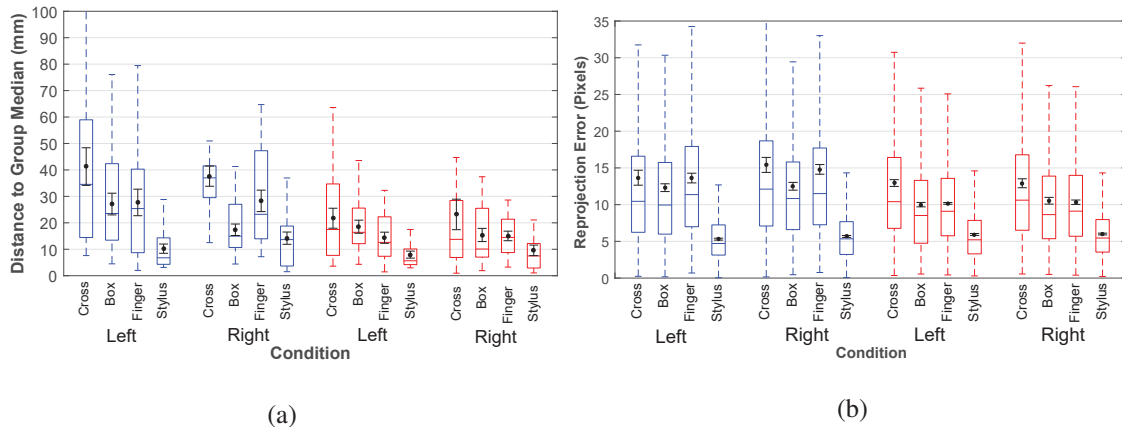 Distance to Group Median (mm)
100
90
80
70
60
50
40
30
20
10
0
Cross
Box
Finger
Stylus
Cross
Box
Finger
Stylus
Cross
Box
Finger
Stylus
Cross
Box
Finger
Stylus
Left
Right
Left
Right
Condition
(a)
Reprojection Error (Pixels)
35
30
25
20
15
10
5
0
Cross
Box
Finger
Stylus
Cross
Box
Finger
Stylus
Cross
Box
Finger
Stylus
Cross
Box
Finger
Stylus
Left
Right
Left
Right
Condition
(b)